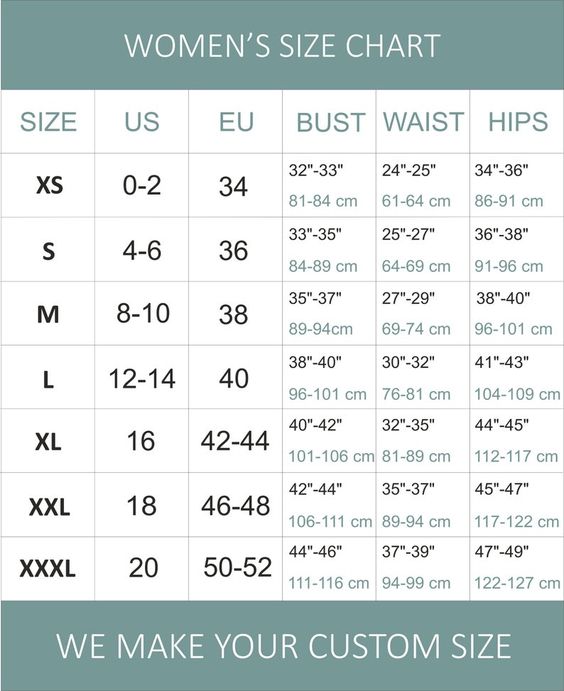 WOMEN'S SIZE CHART
SIZE US EU BUST WAIST HIPS
XS 0-2 34 32"-33" 24"-25" 34"-36"
81-84 cm 61-64 cm 86-91 cm
S 4-6 36 33"-35" 25"-27" 36"-38"
84-89 cm 64-69 cm 91-96 cm
M 8-10 38 35"-37" 27"-29" 38"-40"
89-94cm 69-74 cm 96-101 cm
L 12-14 40 38"-40" 30"-32" 41"-43"
96-101 cm 76-81 cm 104-109 cm
XL 16 42-44 40"-42" 32"-35" 44"-45"
101-106 cm 81-89 cm 112-117 cm
XXL 18 46-48 42"-44" 35"-37" 45"-47"
106-111 cm 89-94 cm 117-122 cm
XXXL 20 50-52 44"-46" 37"-39" 47"-49"
111-116 cm 94-99 cm 122-127 cm
WE MAKE YOUR CUSTOM SIZE